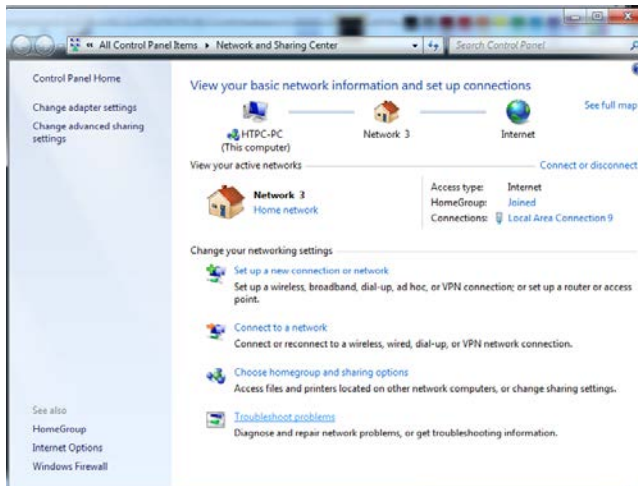 « All Control Panel Items ▸ Network and Sharing Center
Search Control Panel
Control Panel Home
Change adapter settings
Change advanced sharing
settings
See also
HomeGroup
Internet Options
Windows Firewall
View your basic network information and set up connections
See full map
HTPC-PC
(This computer)
Network 3
Internet
View your active networks
Connect or disconnect
Network 3
Home network
Access type: Internet
HomeGroup: Joined
Connections: Local Area Connection 9
Change your networking settings
Set up a new connection or network
Set up a wireless, broadband, dial-up, ad hoc, or VPN connection; or set up a router or access
point.
Connect to a network
Connect or reconnect to a wireless, wired, dial-up, or VPN network connection.
Choose homegroup and sharing options
Access files and printers located on other network computers, or change sharing settings.
Troubleshoot problems
Diagnose and repair network problems, or get troubleshooting information.